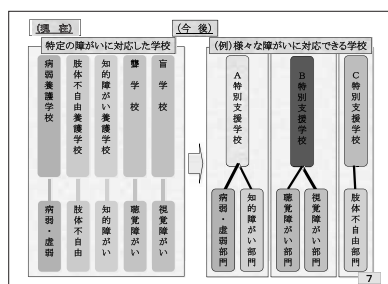 (現 在)
(今 後)
特定の障がいに対応した学校
(例)様々な障がいに対応できる学校
病弱養護学校
肢体不自由養護学校
知的障がい養護学校
聾 学 校
盲 学 校
病弱・虚弱
肢体不自由
知的障がい
聴覚障がい
視覚障がい
A特別支援学校
B特別支援学校
C特別支援学校
病弱・虚弱部門
知的障がい部門
聴覚障がい部門
視覚障がい部門
肢体不自由部門
7